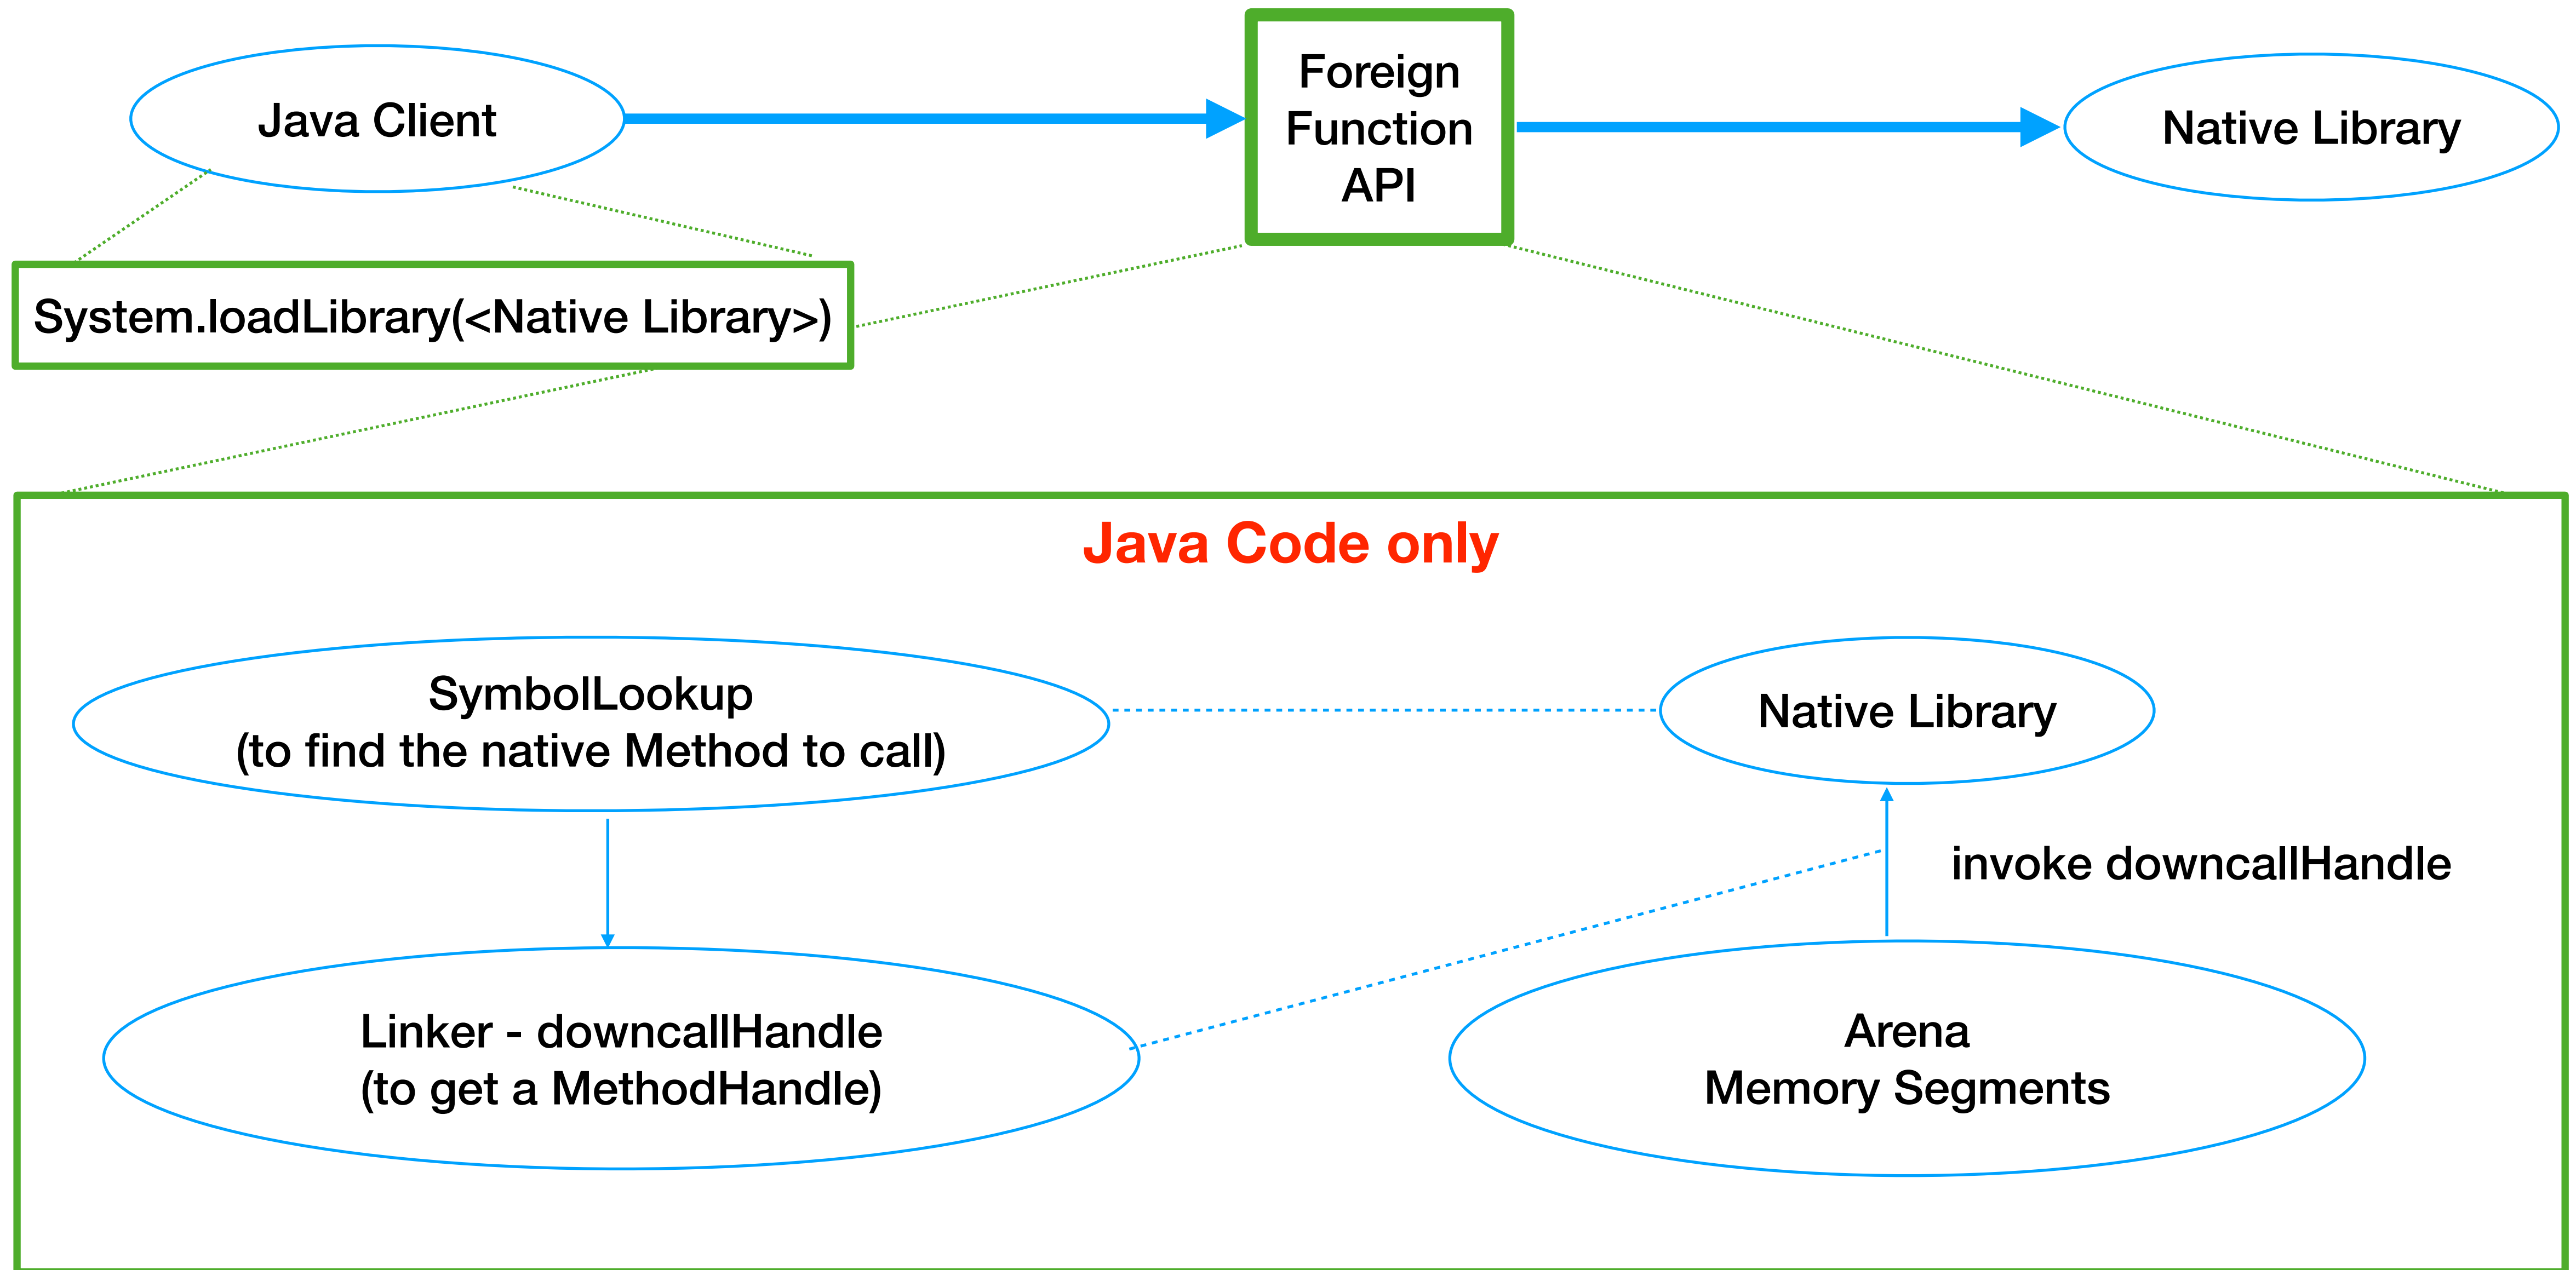 Java Client
Foreign
Function
API
Native Library
System.loadLibrary(<Native Library>)
Java Code only
SymbolLookup
(to find the native Method to call)
Native Library
invoke downcallHandle
Linker - downcallHandle
(to get a MethodHandle)
Arena
Memory Segments